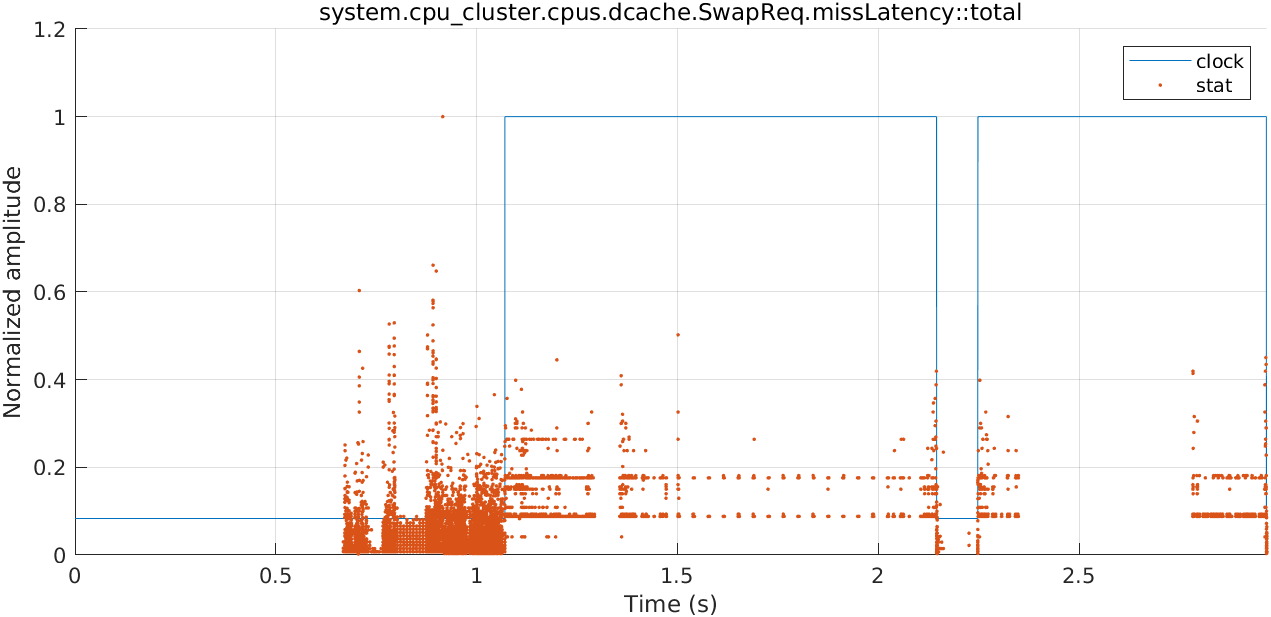 system.cpu_cluster.cpus.dcache.SwapReq.missLatency::total
1.2
1
0.8
0.6
0.4
0.2
0
Normalized amplitude
clock
stat
0 0.5 1 1.5 2 2.5
Time (s)